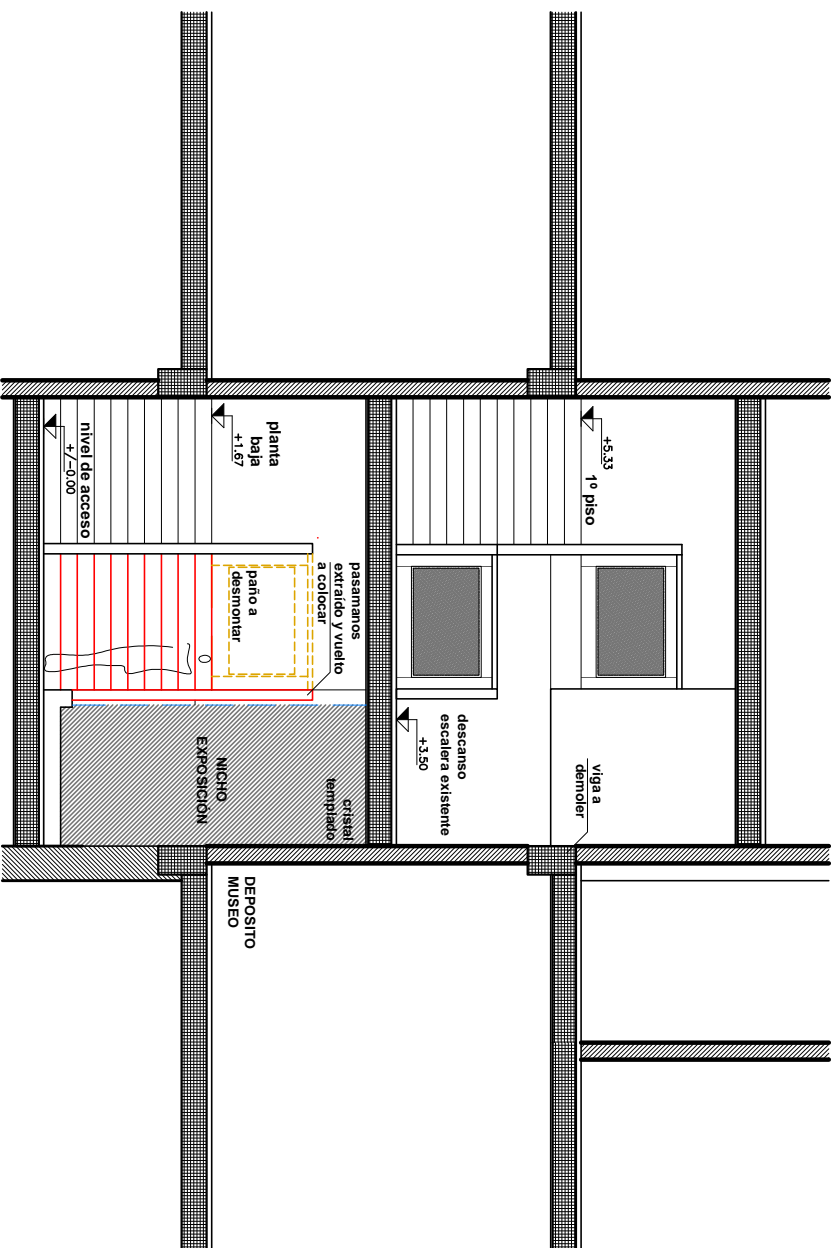 +5.33
1º piso
viga a
demoler
descanso
escalera existente
+3.50
planta
baja
+1.67
pasamanos
extraído y vuelto
a colocar
paño a
desmontar
cristal
templado
nivel de acceso
+/-0.00
NICHO
EXPOSICIÓN
DEPOSITO
MUSEO